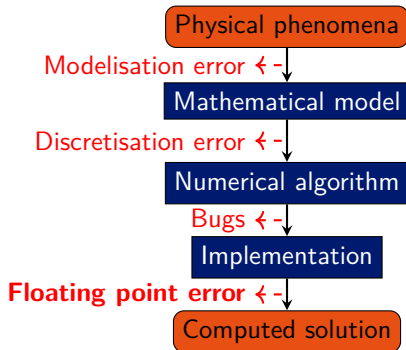 Physical phenomena
Modelisation error
Mathematical model
Discretisation error
Numerical algorithm
Bugs
Implementation
Floating point error
Computed solution